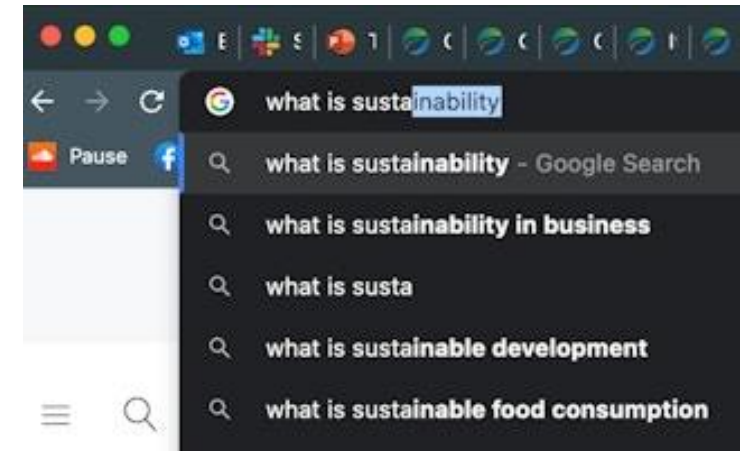 E S T C C C
what is sustainability
Pause
what is sustainability - Google Search
what is sustainability in business
what is susta
what is sustainable development
what is sustainable food consumption